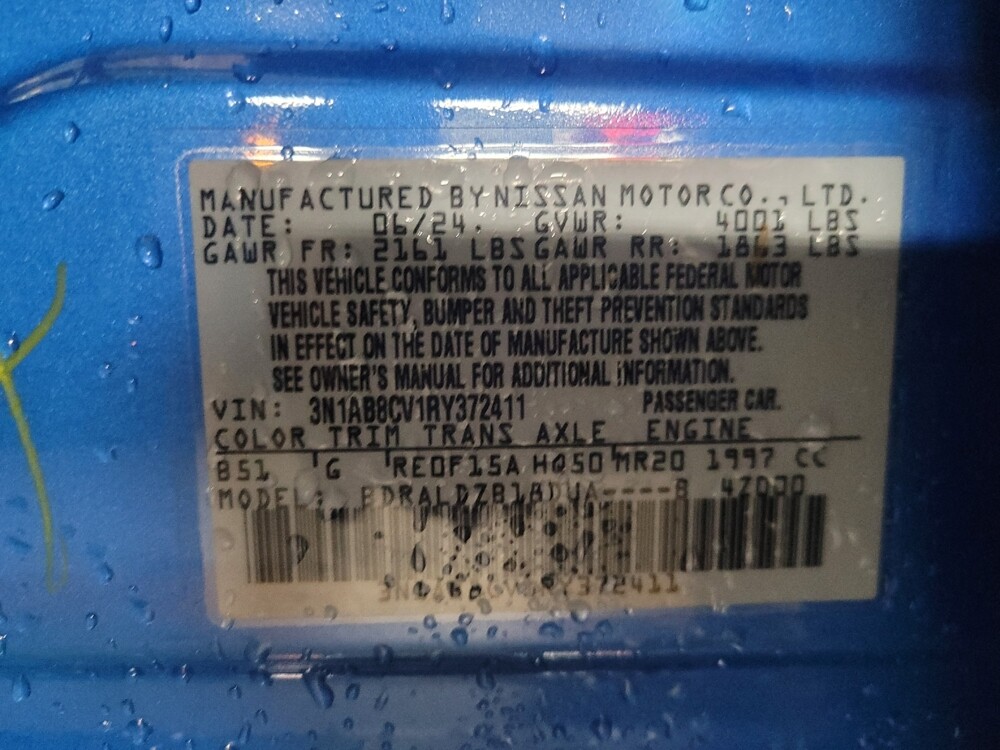 MANUFACTURED BY NISSAN MOTOR CO., LTD.
DATE: 06/24. GVWR: 4001 LBS
GAWR FR: 2161 LBS GAWR RR: 1863 LBS
THIS VEHICLE CONFORMS TO ALL APPLICABLE FEDERAL MOTOR
VEHICLE SAFETY, BUMPER AND THEFT PREVENTION STANDARDS
IN EFFECT ON THE DATE OF MANUFACTURE SHOWN ABOVE.
SEE OWNER'S MANUAL FOR ADDITIONAL INFORMATION.
VIN: 3N1AB8CV1RY372411 PASSENGER CAR.
COLOR TRIM TRANS AXLE ENGINE
B51 G RE0F15A HQ50 MR20 1997 CC
MODEL: